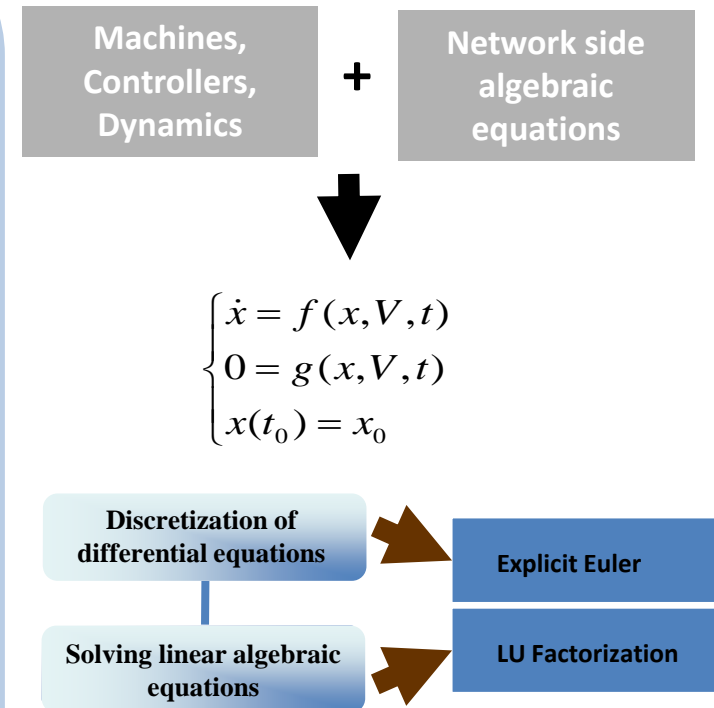 Machines,
Controllers,
Dynamics
+
Network side
algebraic
equations
ẋ = f(x,V,t)
0 = g(x,V,t)
x(t₀) = x₀
Discretization of
differential equations
Explicit Euler
Solving linear algebraic
equations
LU Factorization